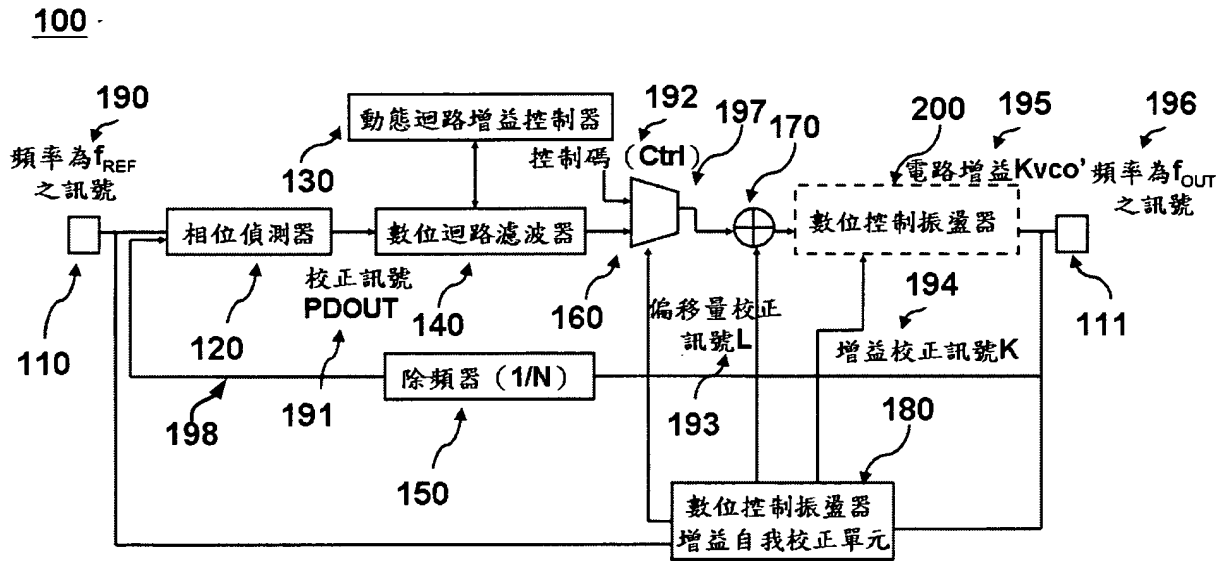 100
190
頻率為fREF
之訊號
110
動態迴路增益控制器
130
192
控制碼（Ctrl）
197
170
200
195
電路增益Kvco’
196
頻率為fOUT
之訊號
相位偵測器
120
數位迴路濾波器
140
校正訊號
PDOUT
191
160
數位控制振盪器
111
偏移量校正
訊號L
193
194
增益校正訊號K
198
除頻器（1/N）
150
180
數位控制振盪器
增益自我校正單元